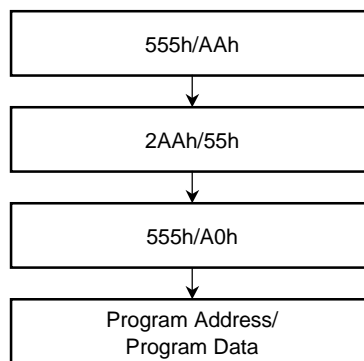 555h/AAh
2AAh/55h
555h/A0h
Program Address/
Program Data